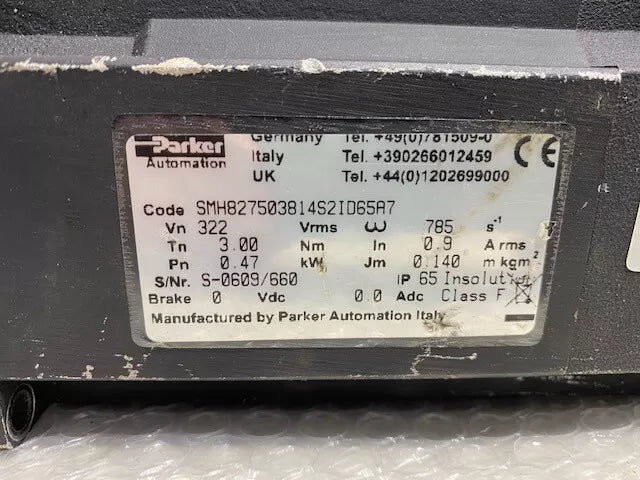 Parker
Automation
Germany Tel. +49(0)781509-0
Italy Tel. +390266012459
UK Tel. +44(0)1202699000
CE
Code SMH827503814S2ID65A7
Vn 322 Vrms ω 785 s⁻¹
Tn 3.00 Nm In 0.9 A rms
Pn 0.47 kW Jm 0.140 m kgm²
S/Nr. S-0609/660 IP 65 Insolution
Brake 0 Vdc 0.0 Adc Class F
Manufactured by Parker Automation Italy